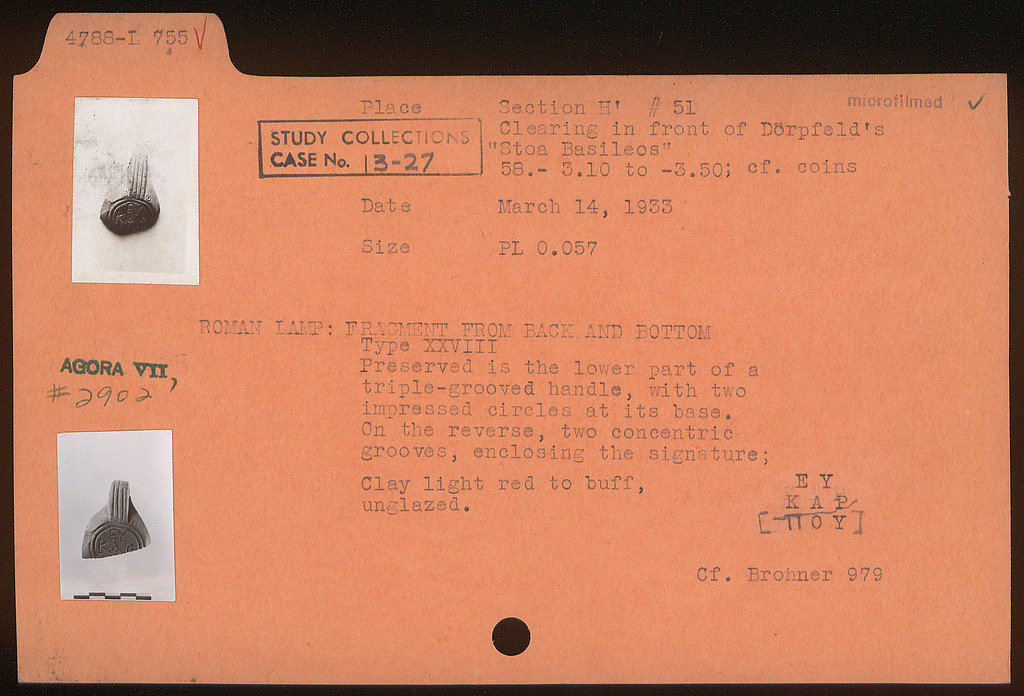 4788-L 755 V
microfilmed ✓
Place Section H' # 51
Clearing in front of Dörpfeld's
"Stoa Basileos"
58.- 3.10 to -3.50; cf. coins
STUDY COLLECTIONS
CASE No. 13-27
Date March 14, 1933
Size PL 0.057
ROMAN LAMP: FRAGMENT FROM BACK AND BOTTOM
Type XXVIII
Preserved is the lower part of a
triple-grooved handle, with two
impressed circles at its base.
On the reverse, two concentric
grooves, enclosing the signature;
Clay light red to buff,
unglazed.
ΕΥ
ΚΑΡ
[ΠΟΥ]
Cf. Brohner 979
AGORA VII,
#2902